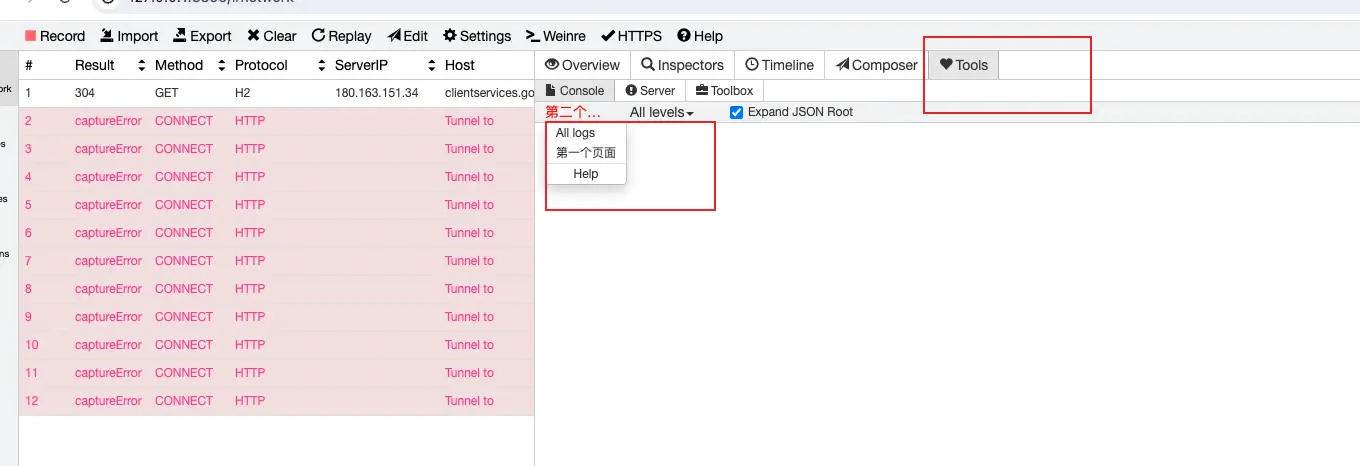 Record Import Export Clear Replay Edit Settings Weinre HTTPS Help
# Result Method Protocol ServerIP Host
1 304 GET H2 180.163.151.34 clientservices.go
2 captureError CONNECT HTTP Tunnel to
3 captureError CONNECT HTTP Tunnel to
4 captureError CONNECT HTTP Tunnel to
5 captureError CONNECT HTTP Tunnel to
6 captureError CONNECT HTTP Tunnel to
7 captureError CONNECT HTTP Tunnel to
8 captureError CONNECT HTTP Tunnel to
9 captureError CONNECT HTTP Tunnel to
10 captureError CONNECT HTTP Tunnel to
11 captureError CONNECT HTTP Tunnel to
12 captureError CONNECT HTTP Tunnel to
Overview Inspectors Timeline Composer Tools
Console Server Toolbox
第二个... All levels Expand JSON Root
All logs
第一个页面
Help